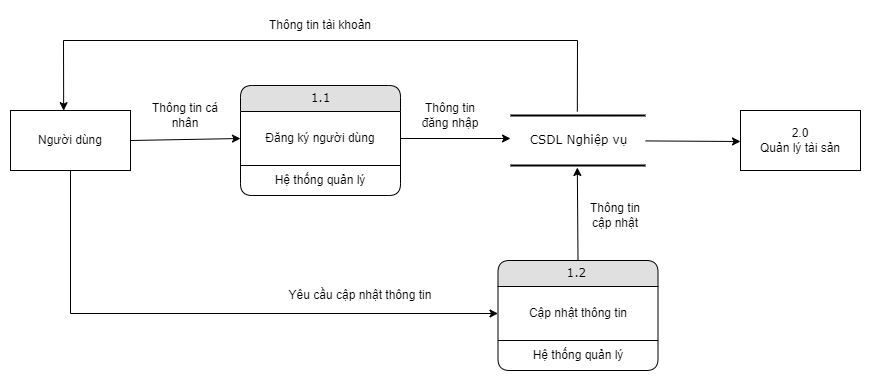 Thông tin tài khoản
Thông tin cá
nhân
1.1
Thông tin
đăng nhập
Người dùng
Đăng ký người dùng
CSDL Nghiệp vụ
2.0
Quản lý tài sản
Hệ thống quản lý
Thông tin
cập nhật
1.2
Yêu cầu cập nhật thông tin
Cập nhật thông tin
Hệ thống quản lý